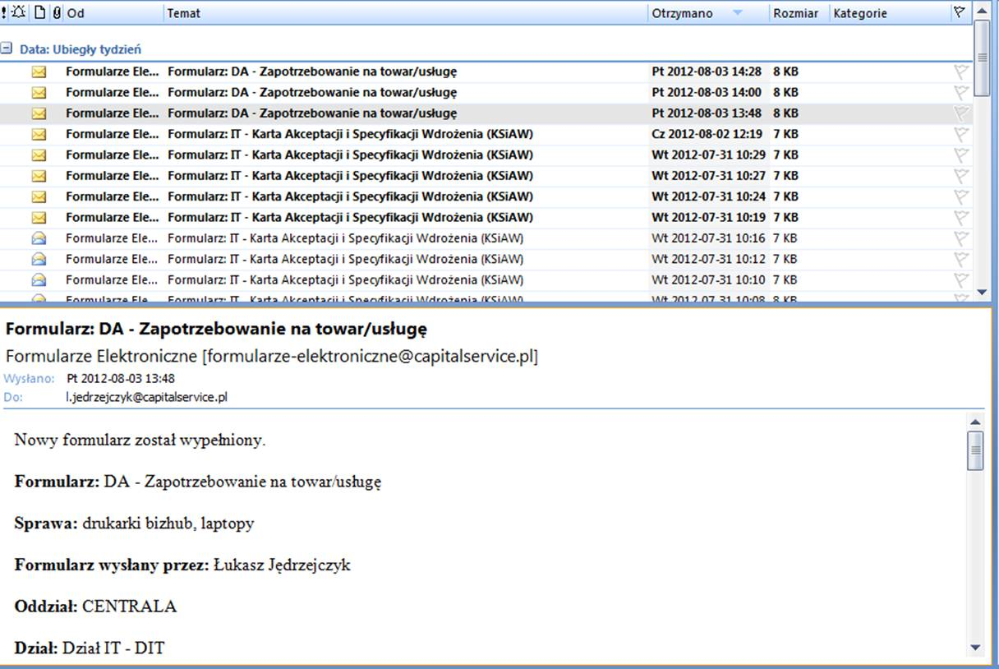 ! Od Temat Otrzymano Rozmiar Kategorie
Data: Ubiegły tydzień
Formularze Ele... Formularz: DA - Zapotrzebowanie na towar/usługę Pt 2012-08-03 14:28 8 KB
Formularze Ele... Formularz: DA - Zapotrzebowanie na towar/usługę Pt 2012-08-03 14:00 8 KB
Formularze Ele... Formularz: DA - Zapotrzebowanie na towar/usługę Pt 2012-08-03 13:48 8 KB
Formularze Ele... Formularz: IT - Karta Akceptacji i Specyfikacji Wdrożenia (KSiAW) Cz 2012-08-02 12:19 7 KB
Formularze Ele... Formularz: IT - Karta Akceptacji i Specyfikacji Wdrożenia (KSiAW) Wt 2012-07-31 10:29 7 KB
Formularze Ele... Formularz: IT - Karta Akceptacji i Specyfikacji Wdrożenia (KSiAW) Wt 2012-07-31 10:27 7 KB
Formularze Ele... Formularz: IT - Karta Akceptacji i Specyfikacji Wdrożenia (KSiAW) Wt 2012-07-31 10:24 7 KB
Formularze Ele... Formularz: IT - Karta Akceptacji i Specyfikacji Wdrożenia (KSiAW) Wt 2012-07-31 10:19 7 KB
Formularze Ele... Formularz: IT - Karta Akceptacji i Specyfikacji Wdrożenia (KSiAW) Wt 2012-07-31 10:16 7 KB
Formularze Ele... Formularz: IT - Karta Akceptacji i Specyfikacji Wdrożenia (KSiAW) Wt 2012-07-31 10:12 7 KB
Formularze Ele... Formularz: IT - Karta Akceptacji i Specyfikacji Wdrożenia (KSiAW) Wt 2012-07-31 10:10 7 KB
Formularze Ele... Formularz: IT - Karta Akceptacji i Specyfikacji Wdrożenia (KSiAW) Wt 2012-07-31 10:08 8 KB
Formularz: DA - Zapotrzebowanie na towar/usługę
Formularze Elektroniczne [formularze-elektroniczne@capitalservice.pl]
Wysłano: Pt 2012-08-03 13:48
Do: l.jedrzejczyk@capitalservice.pl
Nowy formularz został wypełniony.
Formularz: DA - Zapotrzebowanie na towar/usługę
Sprawa: drukarki bizhub, laptopy
Formularz wysłany przez: Łukasz Jędrzejczyk
Oddział: CENTRALA
Dział: Dział IT - DIT